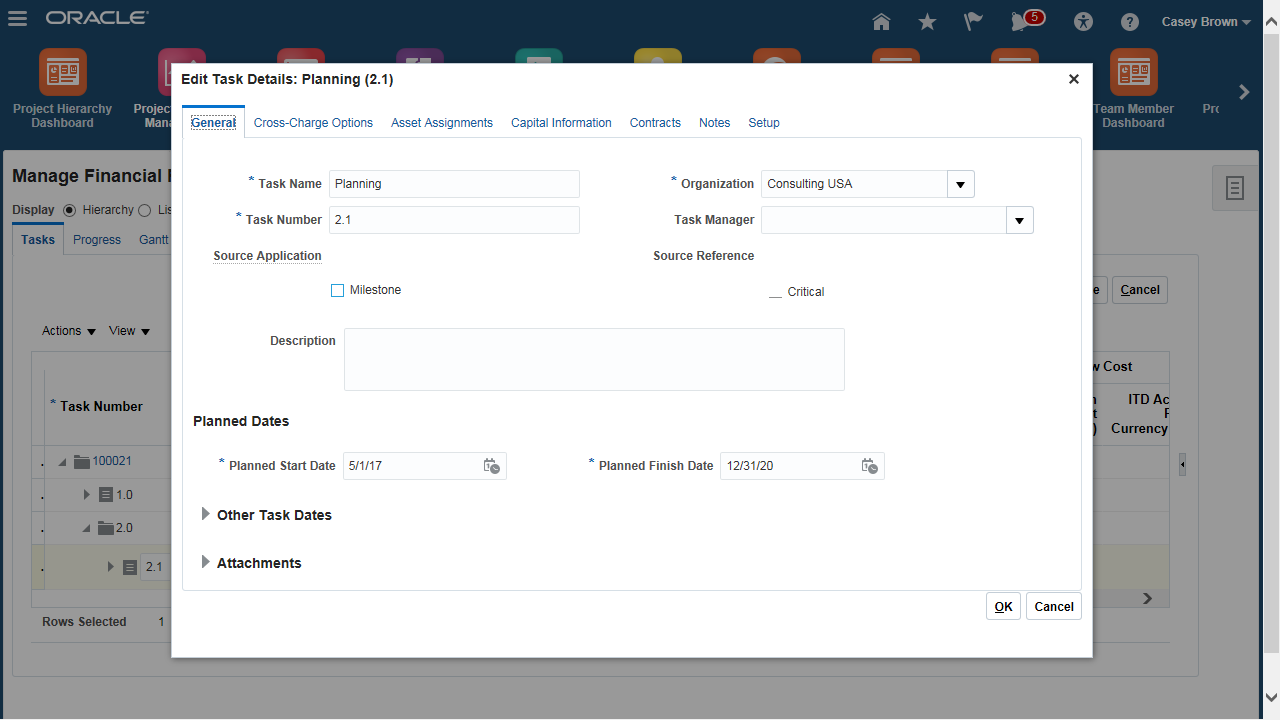 ORACLE
5
Casey Brown
Project Hierarchy
Dashboard
Team Member
Dashboard
Edit Task Details: Planning (2.1)
General
Cross-Charge Options
Asset Assignments
Capital Information
Contracts
Notes
Setup
* Task Name
Planning
* Organization
Consulting USA
* Task Number
2.1
Task Manager
Source Application
Source Reference
Milestone
Critical
Description
Planned Dates
* Planned Start Date
5/1/17
* Planned Finish Date
12/31/20
Other Task Dates
Attachments
OK
Cancel
Manage Financial
Display
Hierarchy
Tasks
Progress
Gantt
Cancel
Actions
View
* Task Number
Cost
ITD Ac
Currency
100021
1.0
2.0
2.1
Rows Selected
1